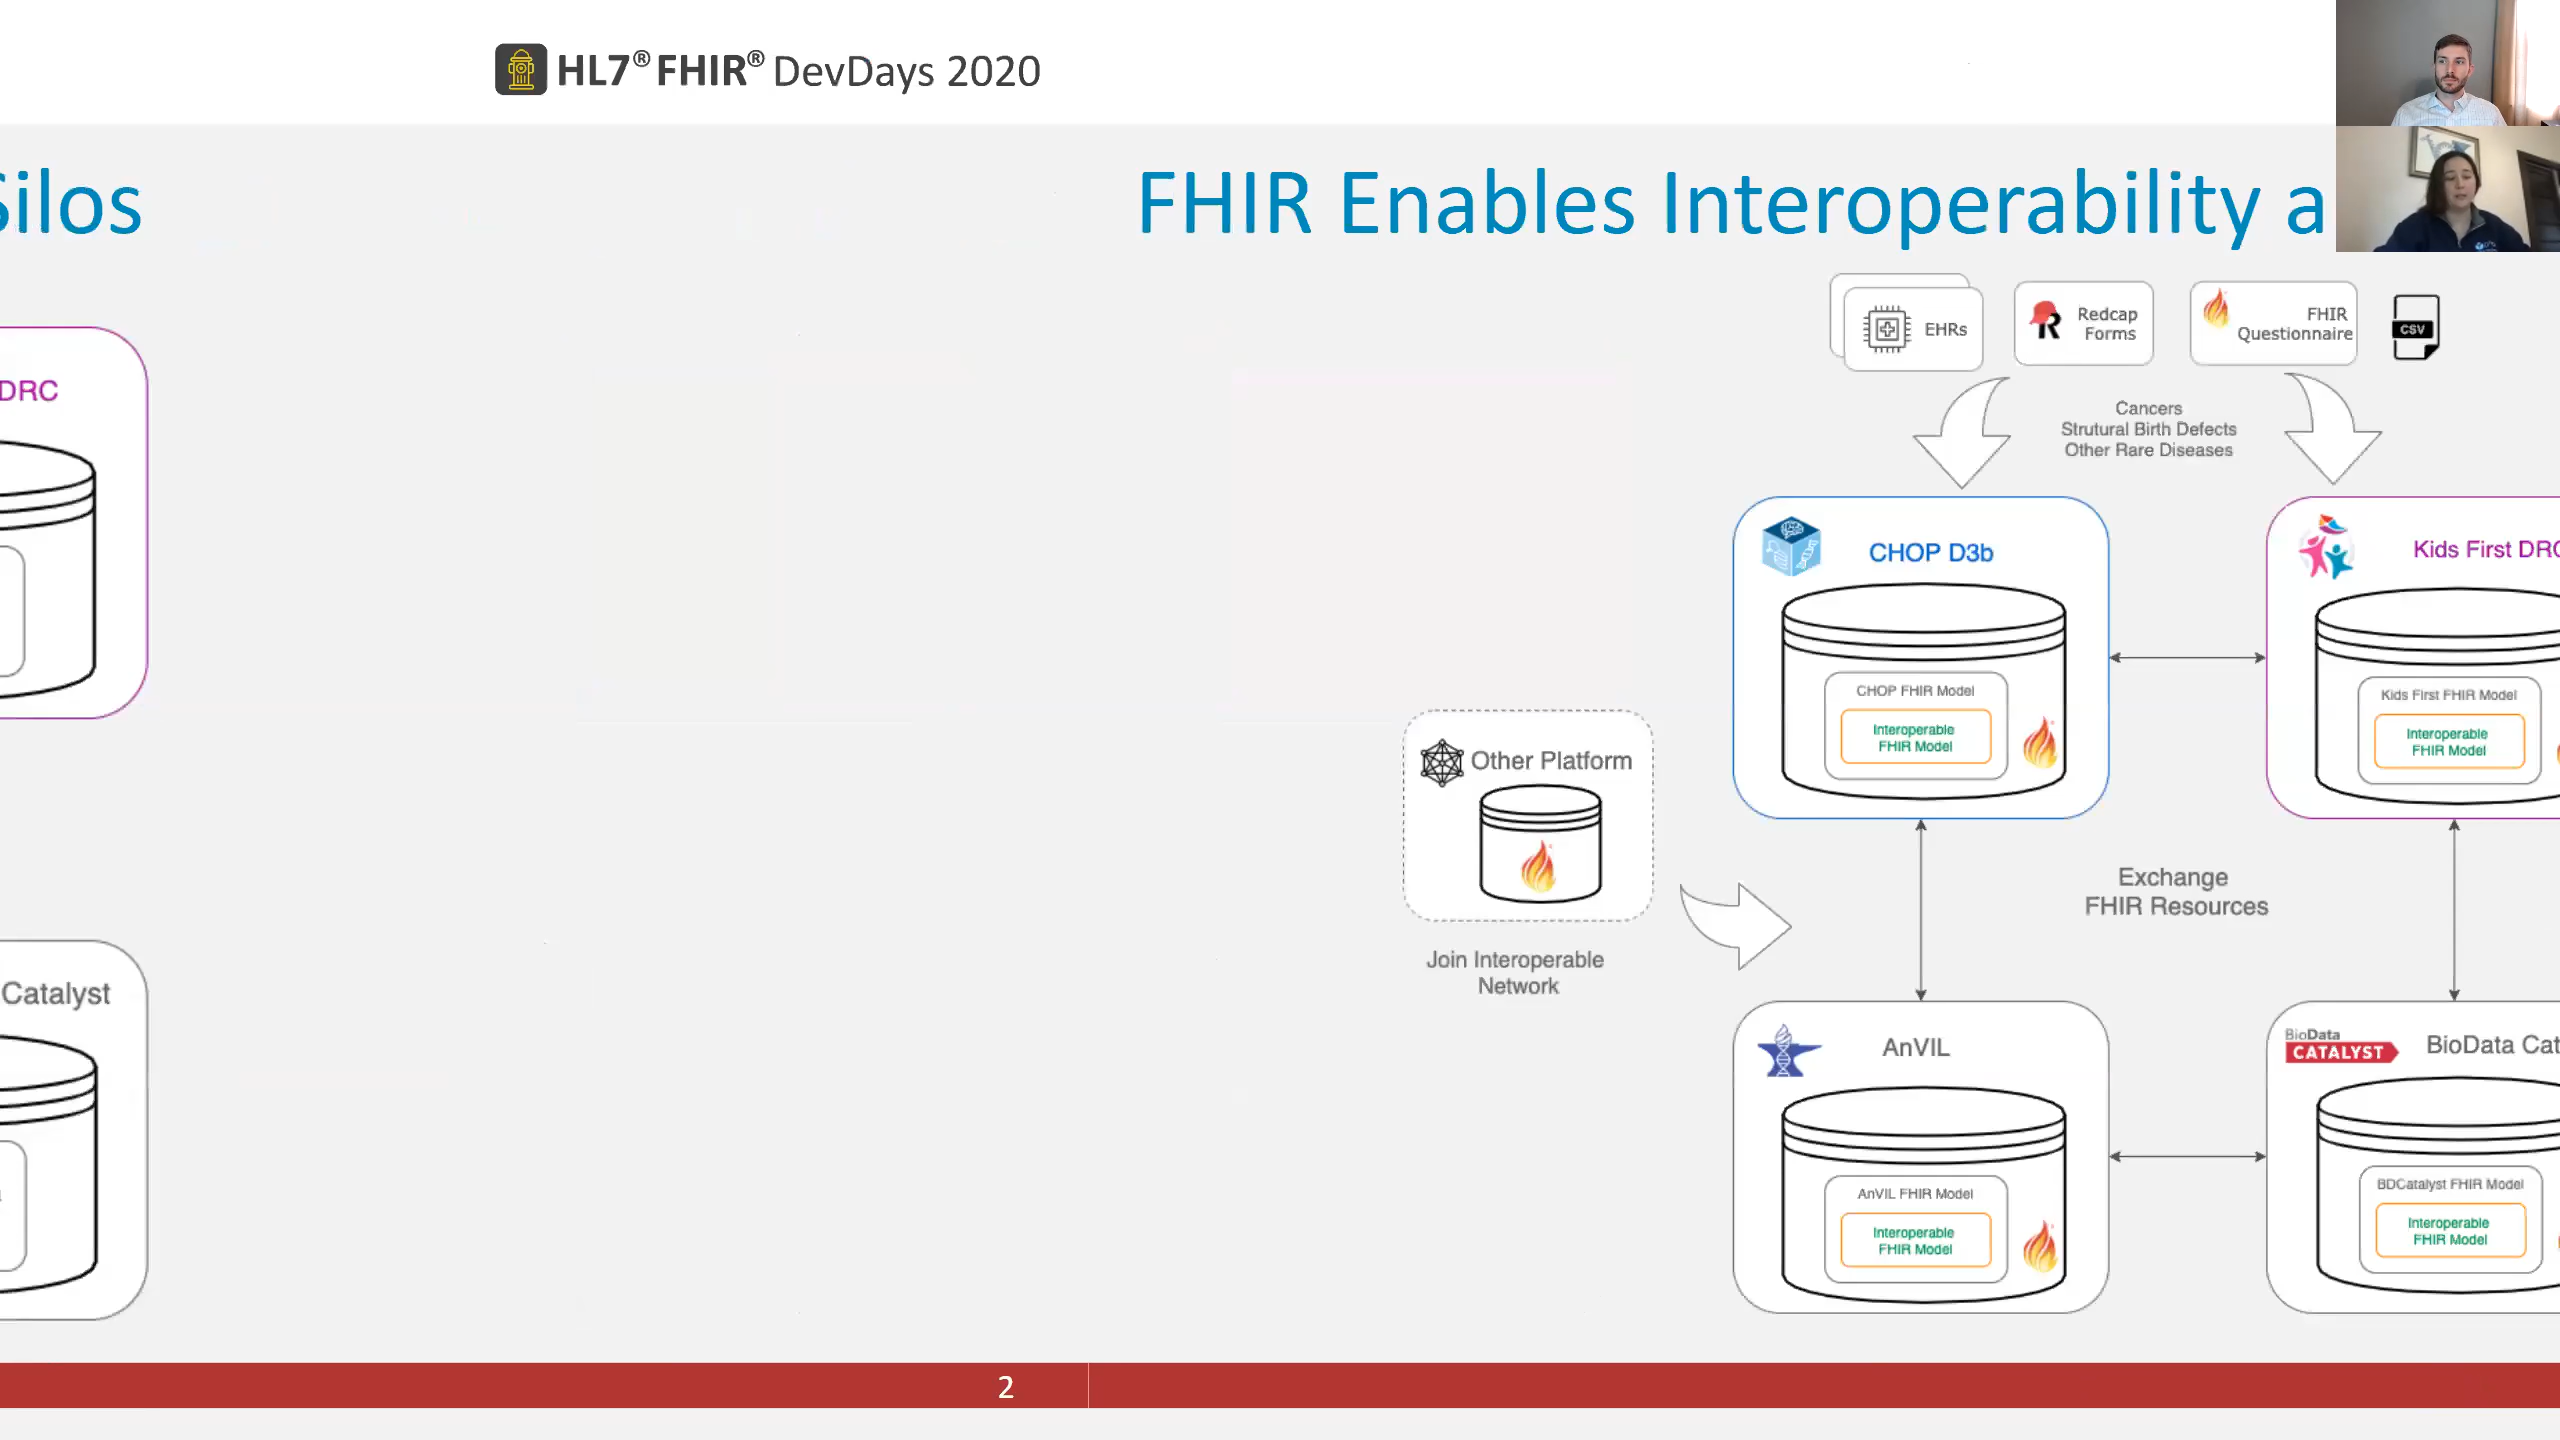 HL7® FHIR® DevDays 2020
Silos
FHIR Enables Interoperability a
DRC
Catalyst
EHRs
Redcap
Forms
FHIR
Questionnaire
CSV
Cancers
Strutural Birth Defects
Other Rare Diseases
CHOP D3b
CHOP FHIR Model
Interoperable
FHIR Model
Kids First DRC
Kids First FHIR Model
Interoperable
FHIR Model
Other Platform
Join Interoperable
Network
Exchange
FHIR Resources
AnVIL
AnVIL FHIR Model
Interoperable
FHIR Model
BioData
CATALYST
BioData Cat
BDCatalyst FHIR Model
Interoperable
FHIR Model
2